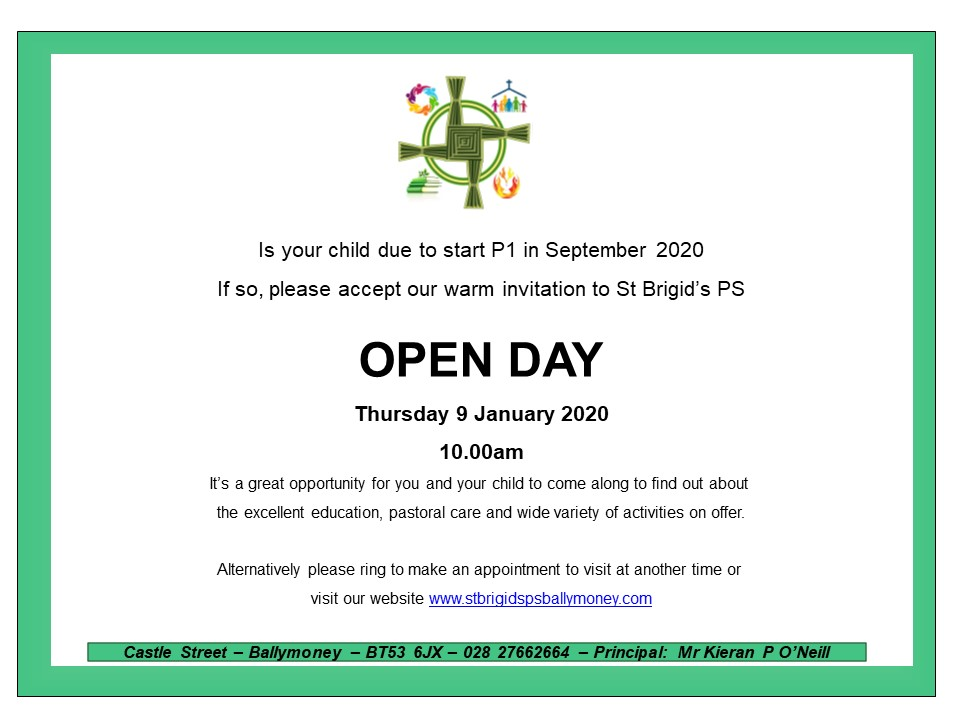 Is your child due to start P1 in September 2020
If so, please accept our warm invitation to St Brigid’s PS
OPEN DAY
Thursday 9 January 2020
10.00am
It’s a great opportunity for you and your child to come along to find out about
the excellent education, pastoral care and wide variety of activities on offer.
Alternatively please ring to make an appointment to visit at another time or
visit our website www.stbrigidspsballymoney.com
Castle Street – Ballymoney – BT53 6JX – 028 27662664 – Principal: Mr Kieran P O’Neill